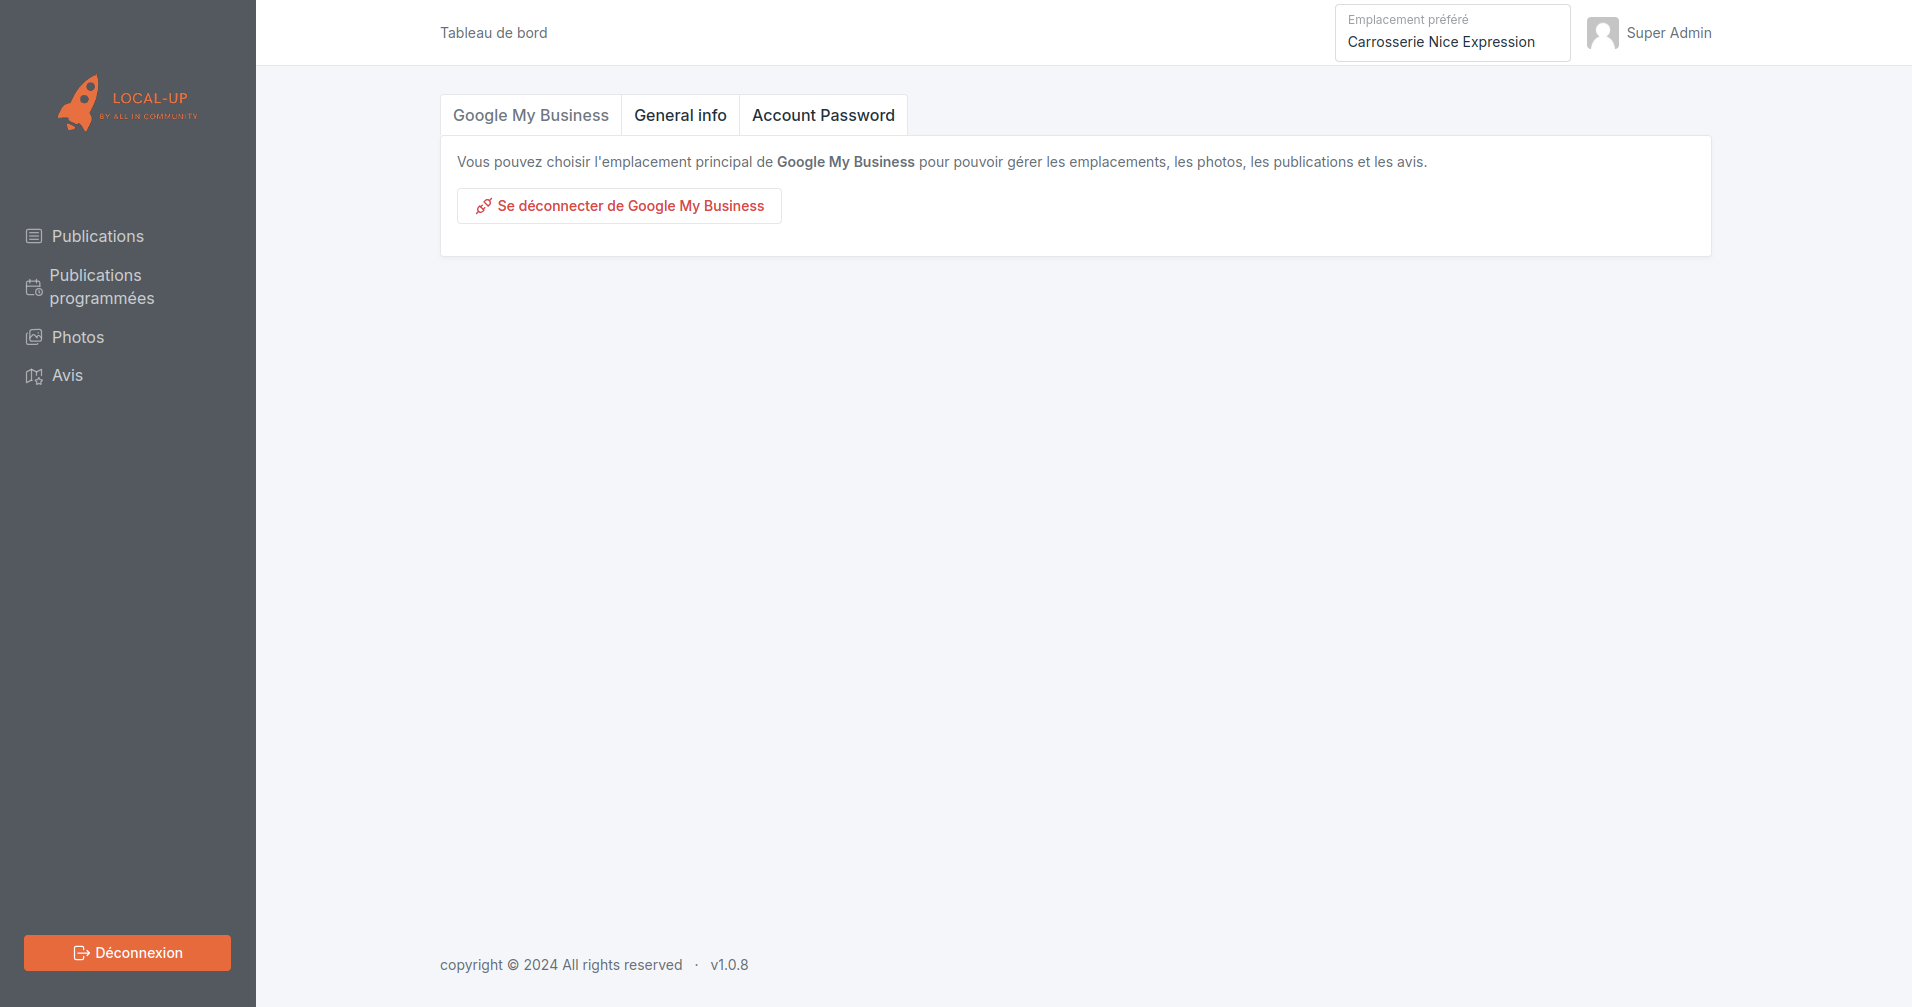 LOCAL-UP
BY ALL IN COMMUNITY
Publications
Publications
programmées
Photos
Avis
Déconnexion
Tableau de bord
Emplacement préféré
Carrosserie Nice Expression
Super Admin
Google My Business
General info
Account Password
Vous pouvez choisir l'emplacement principal de Google My Business pour pouvoir gérer les emplacements, les photos, les publications et les avis.
Se déconnecter de Google My Business
copyright © 2024 All rights reserved · v1.0.8